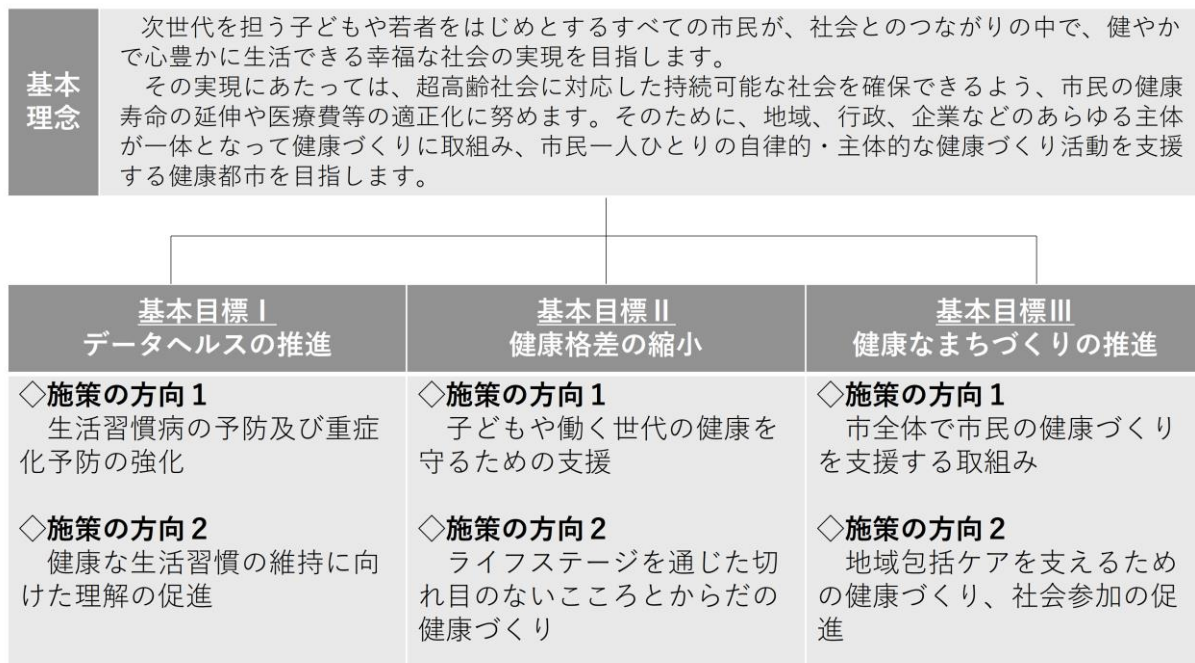 基本
理念
次世代を担う子どもや若者をはじめとするすべての市民が、社会とのつながりの中で、健やか
で心豊かに生活できる幸福な社会の実現を目指します。
その実現にあたっては、超高齢社会に対応した持続可能な社会を確保できるよう、市民の健康
寿命の延伸や医療費等の適正化に努めます。そのために、地域、行政、企業などのあらゆる主体
が一体となって健康づくりに取組み、市民一人ひとりの自律的・主体的な健康づくり活動を支援
する健康都市を目指します。
基本目標Ⅰ
データヘルスの推進
◇施策の方向1
生活習慣病の予防及び重症
化予防の強化
◇施策の方向2
健康な生活習慣の維持に向
けた理解の促進
基本目標Ⅱ
健康格差の縮小
◇施策の方向1
子どもや働く世代の健康を
守るための支援
◇施策の方向2
ライフステージを通じた切
れ目のないこころとからだの
健康づくり
基本目標Ⅲ
健康なまちづくりの推進
◇施策の方向1
市全体で市民の健康づくり
を支援する取組み
◇施策の方向2
地域包括ケアを支えるため
の健康づくり、社会参加の促
進